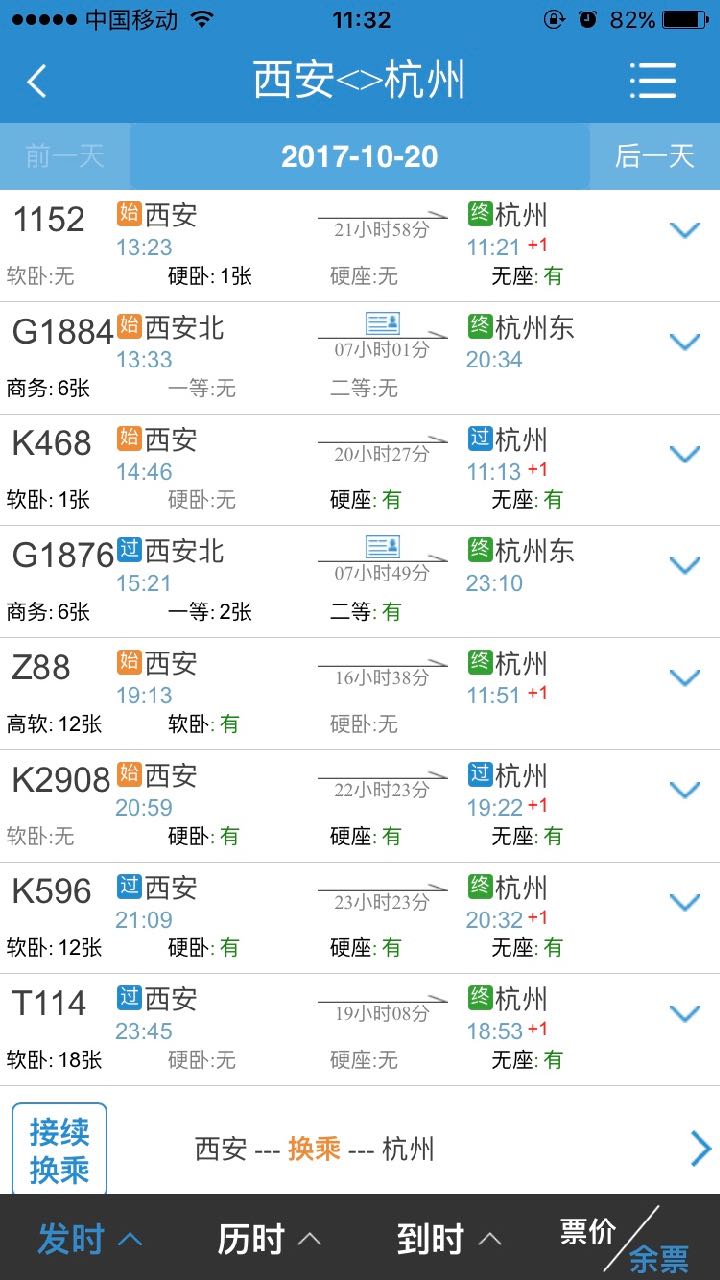 中国移动 11:32 82%
西安<>杭州
前一天 2017-10-20 后一天
1152 始 西安 21小时58分 终 杭州
13:23 11:21 +1
软卧:无 硬卧: 1张 硬座:无 无座: 有
G1884 始 西安北 07小时01分 终 杭州东
13:33 20:34
商务: 6张 一等:无 二等:无
K468 始 西安 20小时27分 过 杭州
14:46 11:13 +1
软卧: 1张 硬卧:无 硬座: 有 无座: 有
G1876 过 西安北 07小时49分 终 杭州东
15:21 23:10
商务: 6张 一等: 2张 二等: 有
Z88 始 西安 16小时38分 终 杭州
19:13 11:51 +1
高软: 12张 软卧: 有 硬卧:无
K2908 始 西安 22小时23分 过 杭州
20:59 19:22 +1
软卧:无 硬卧: 有 硬座: 有 无座: 有
K596 过 西安 23小时23分 终 杭州
21:09 20:32 +1
软卧: 12张 硬卧: 有 硬座: 有 无座: 有
T114 过 西安 19小时08分 终 杭州
23:45 18:53 +1
软卧: 18张 硬卧:无 硬座:无 无座: 有
接续
换乘
西安 --- 换乘 --- 杭州
发时 历时 到时 票价/余票